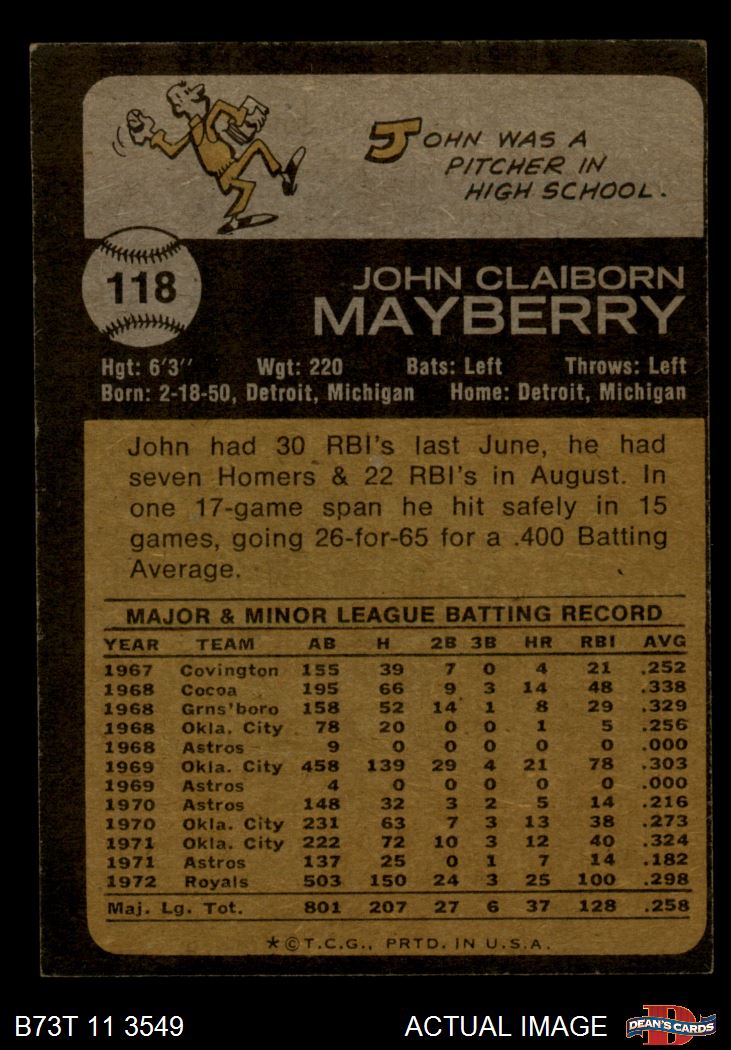 JOHN WAS A
PITCHER IN
HIGH SCHOOL.
118
JOHN CLAIBORN
MAYBERRY
Hgt: 6'3" Wgt: 220 Bats: Left Throws: Left
Born: 2-18-50, Detroit, Michigan Home: Detroit, Michigan
John had 30 RBI's last June, he had
seven Homers & 22 RBI's in August. In
one 17-game span he hit safely in 15
games, going 26-for-65 for a .400 Batting
Average.
MAJOR & MINOR LEAGUE BATTING RECORD
YEAR TEAM AB H 2B 3B HR RBI AVG
1967 Covington 155 39 7 0 4 21 .252
1968 Cocoa 195 66 9 3 14 48 .338
1968 Grns'boro 158 52 14 1 8 29 .329
1968 Okla. City 78 20 0 0 1 5 .256
1968 Astros 9 0 0 0 0 0 .000
1969 Okla. City 458 139 29 4 21 78 .303
1969 Astros 4 0 0 0 0 0 .000
1970 Astros 148 32 3 2 5 14 .216
1970 Okla. City 231 63 7 3 13 38 .273
1971 Okla. City 222 72 10 3 12 40 .324
1971 Astros 137 25 0 1 7 14 .182
1972 Royals 503 150 24 3 25 100 .298
Maj. Lg. Tot. 801 207 27 6 37 128 .258
★©T.C.G., PRTD. IN U.S.A.
B73T 11 3549 ACTUAL IMAGE
D
DEAN'S CARDS